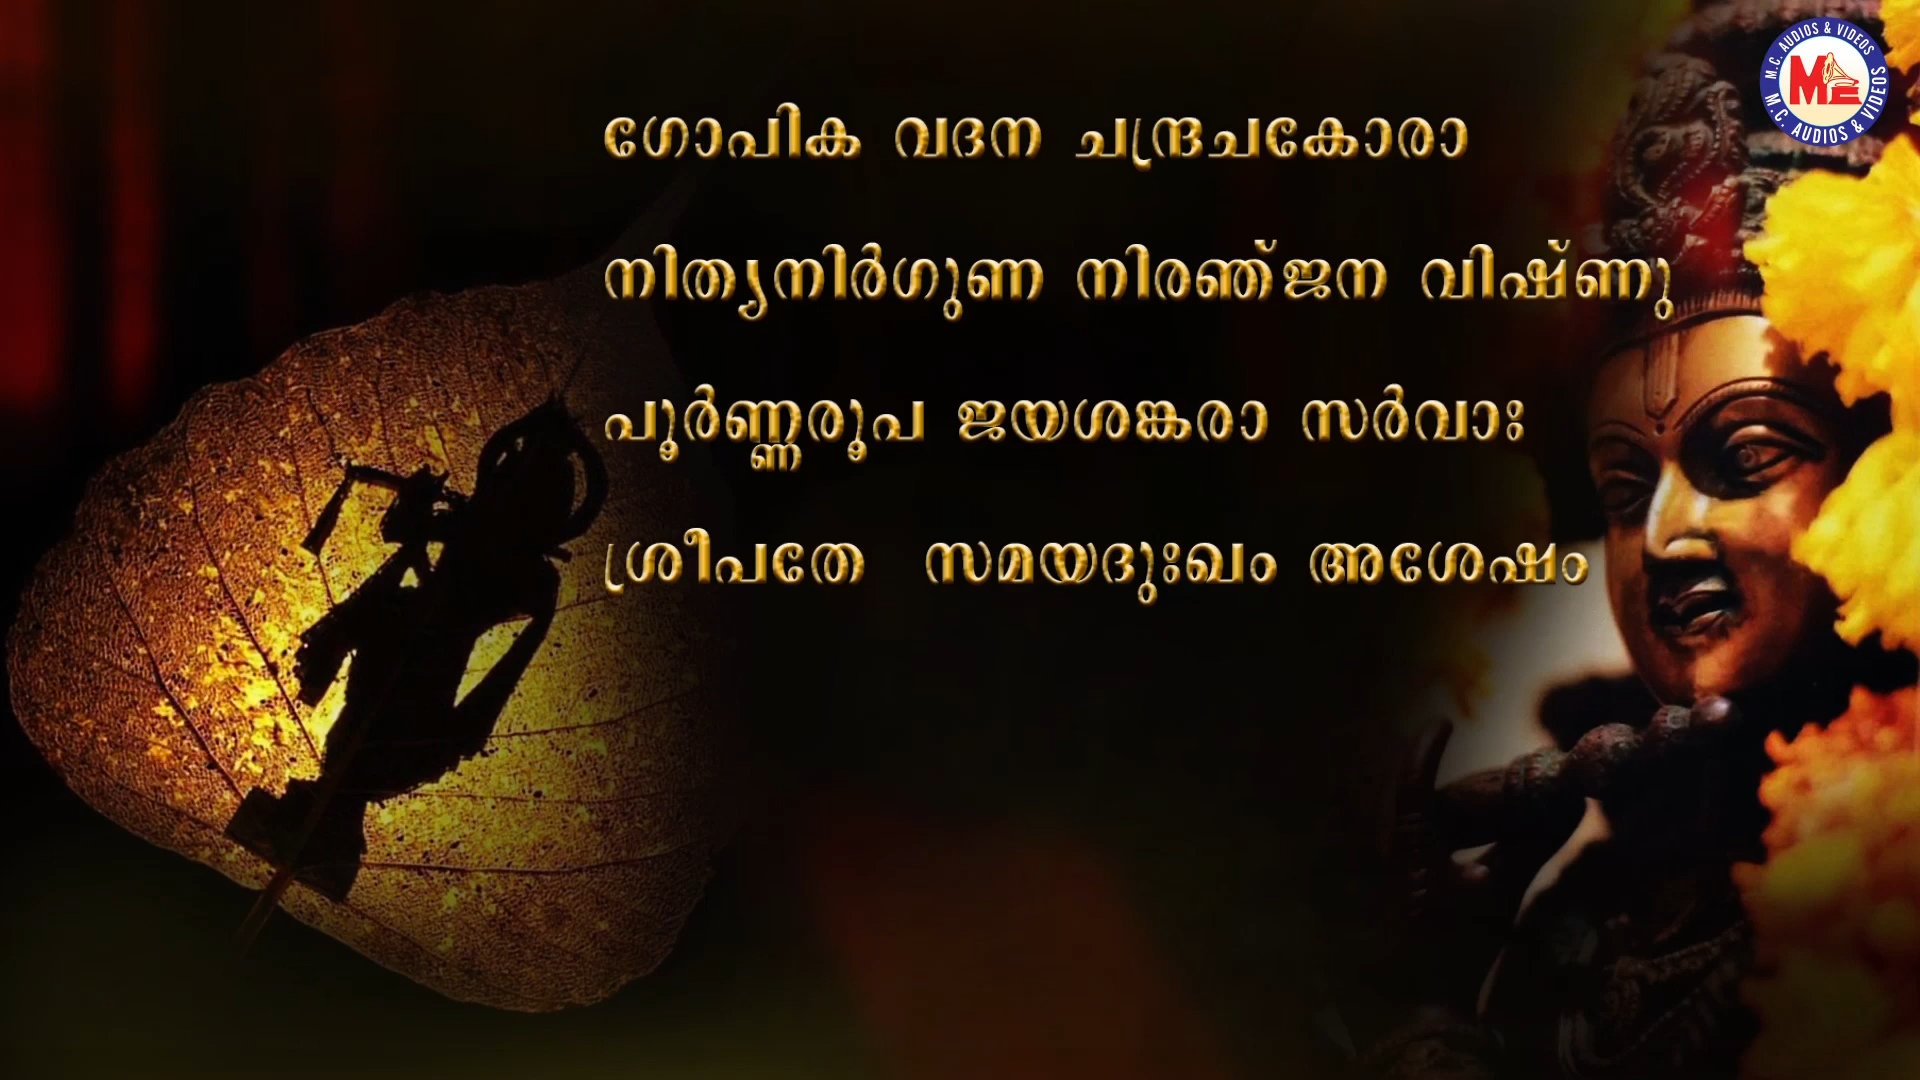 ഗോപിക വദന ചന്ദ്രചകോരാ
നിത്യനിർഗുണ നിരഞ്ജന വിഷ്ണു
പൂർണ്ണരൂപ ജയശങ്കരാ സർവാഃ
ശ്രീപതേ സമയദുഃഖം അശേഷം
M.C. AUDIOS & VIDEOS
M.C. AUDIOS & VIDEOS